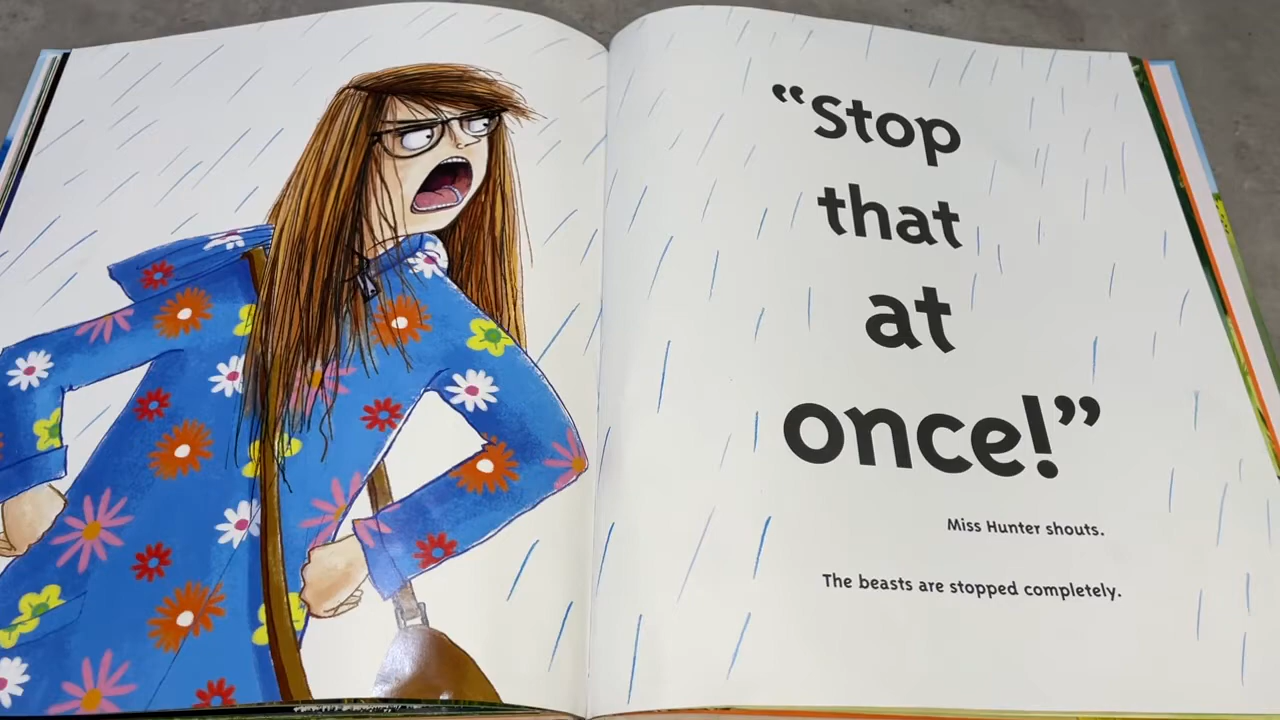 “Stop
that
at
once!”
Miss Hunter shouts.
The beasts are stopped completely.